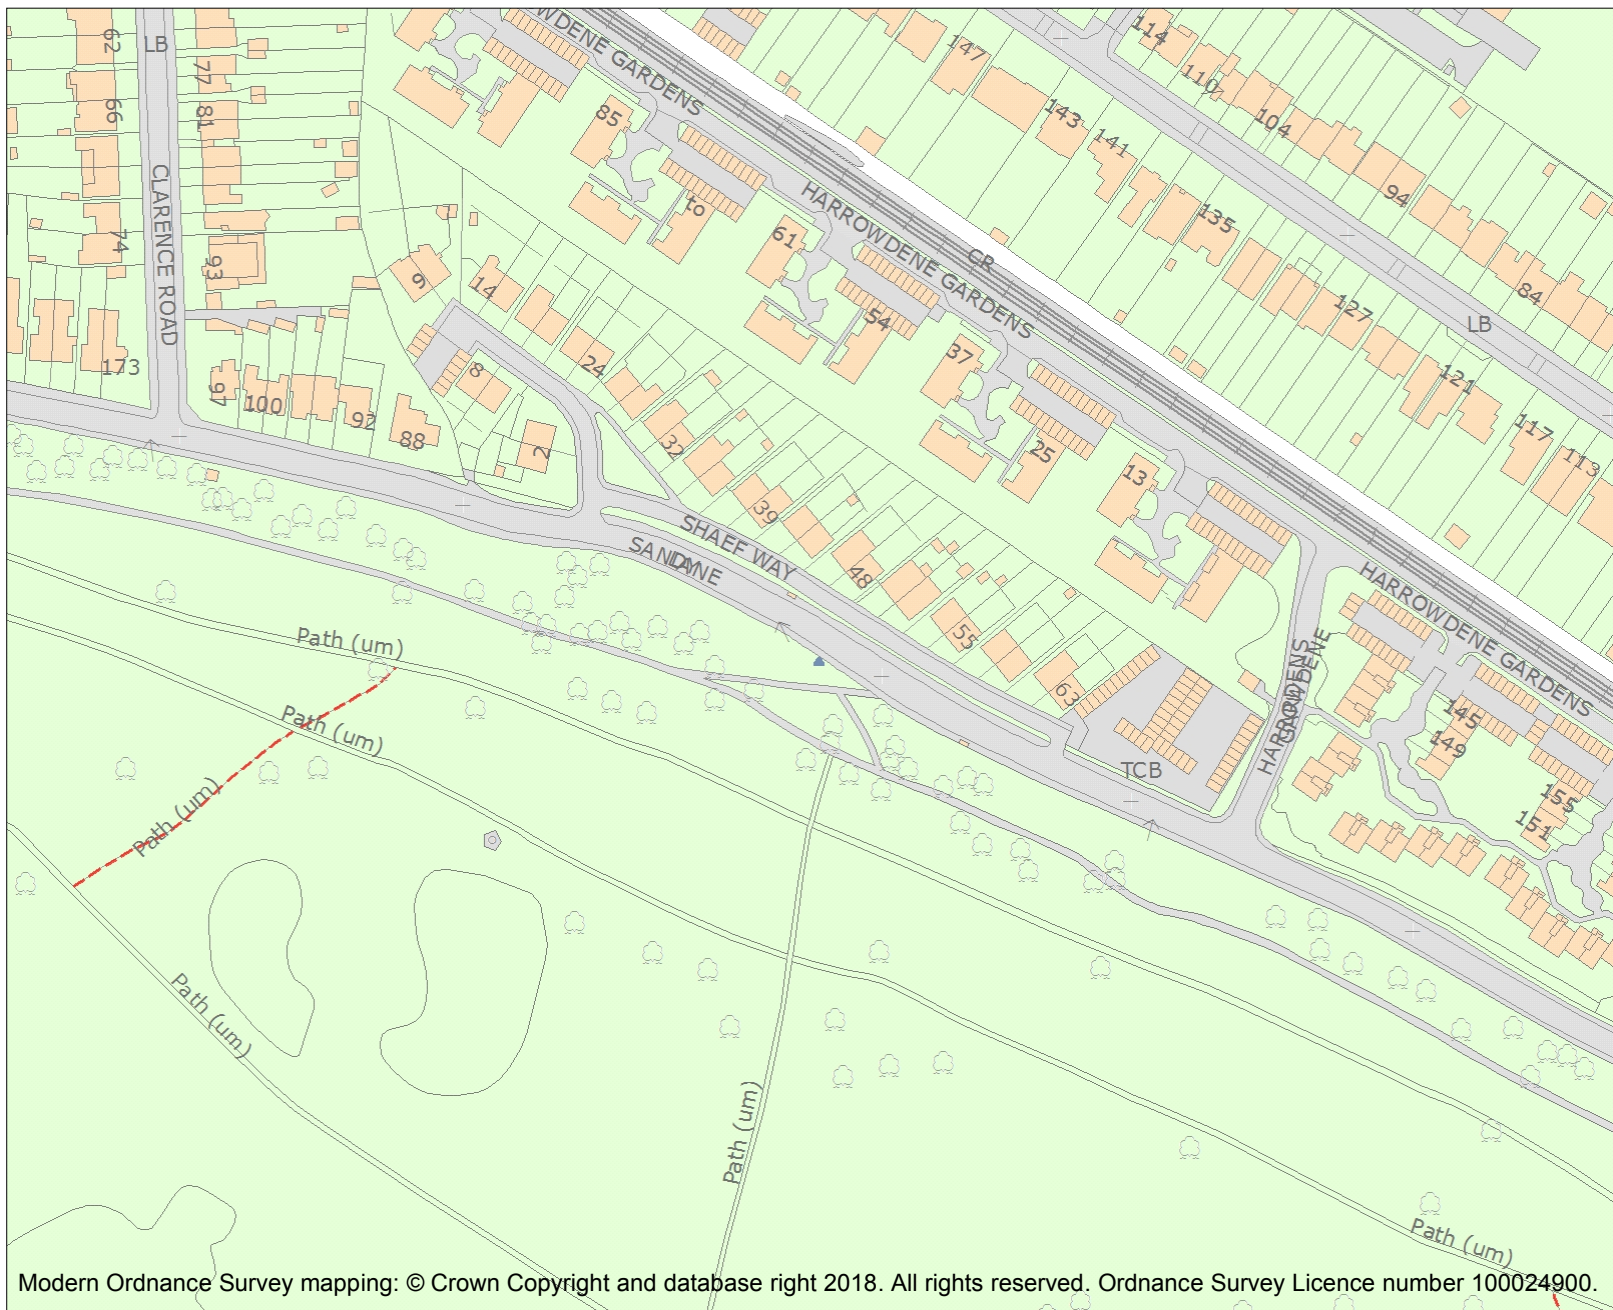 62
LB
77
66
81
CLARENCE ROAD
74
93
173
97
100
92
88
WDENE GARDENS
85
to
61
54
HARROWDENE GARDENS
CR
37
25
13
147
143
141
135
127
121
117
113
114
110
104
94
84
LB
9
14
8
2
24
32
39
48
55
63
SHAEF WAY
SANDY LANE
TCB
HARROWDENE
GARDENS
HARROWDENE GARDENS
145
149
155
151
Path (um)
Path (um)
Path (um)
Path (um)
Path (um)
Path (um)
Modern Ordnance Survey mapping: © Crown Copyright and database right 2018. All rights reserved. Ordnance Survey Licence number 100024900.